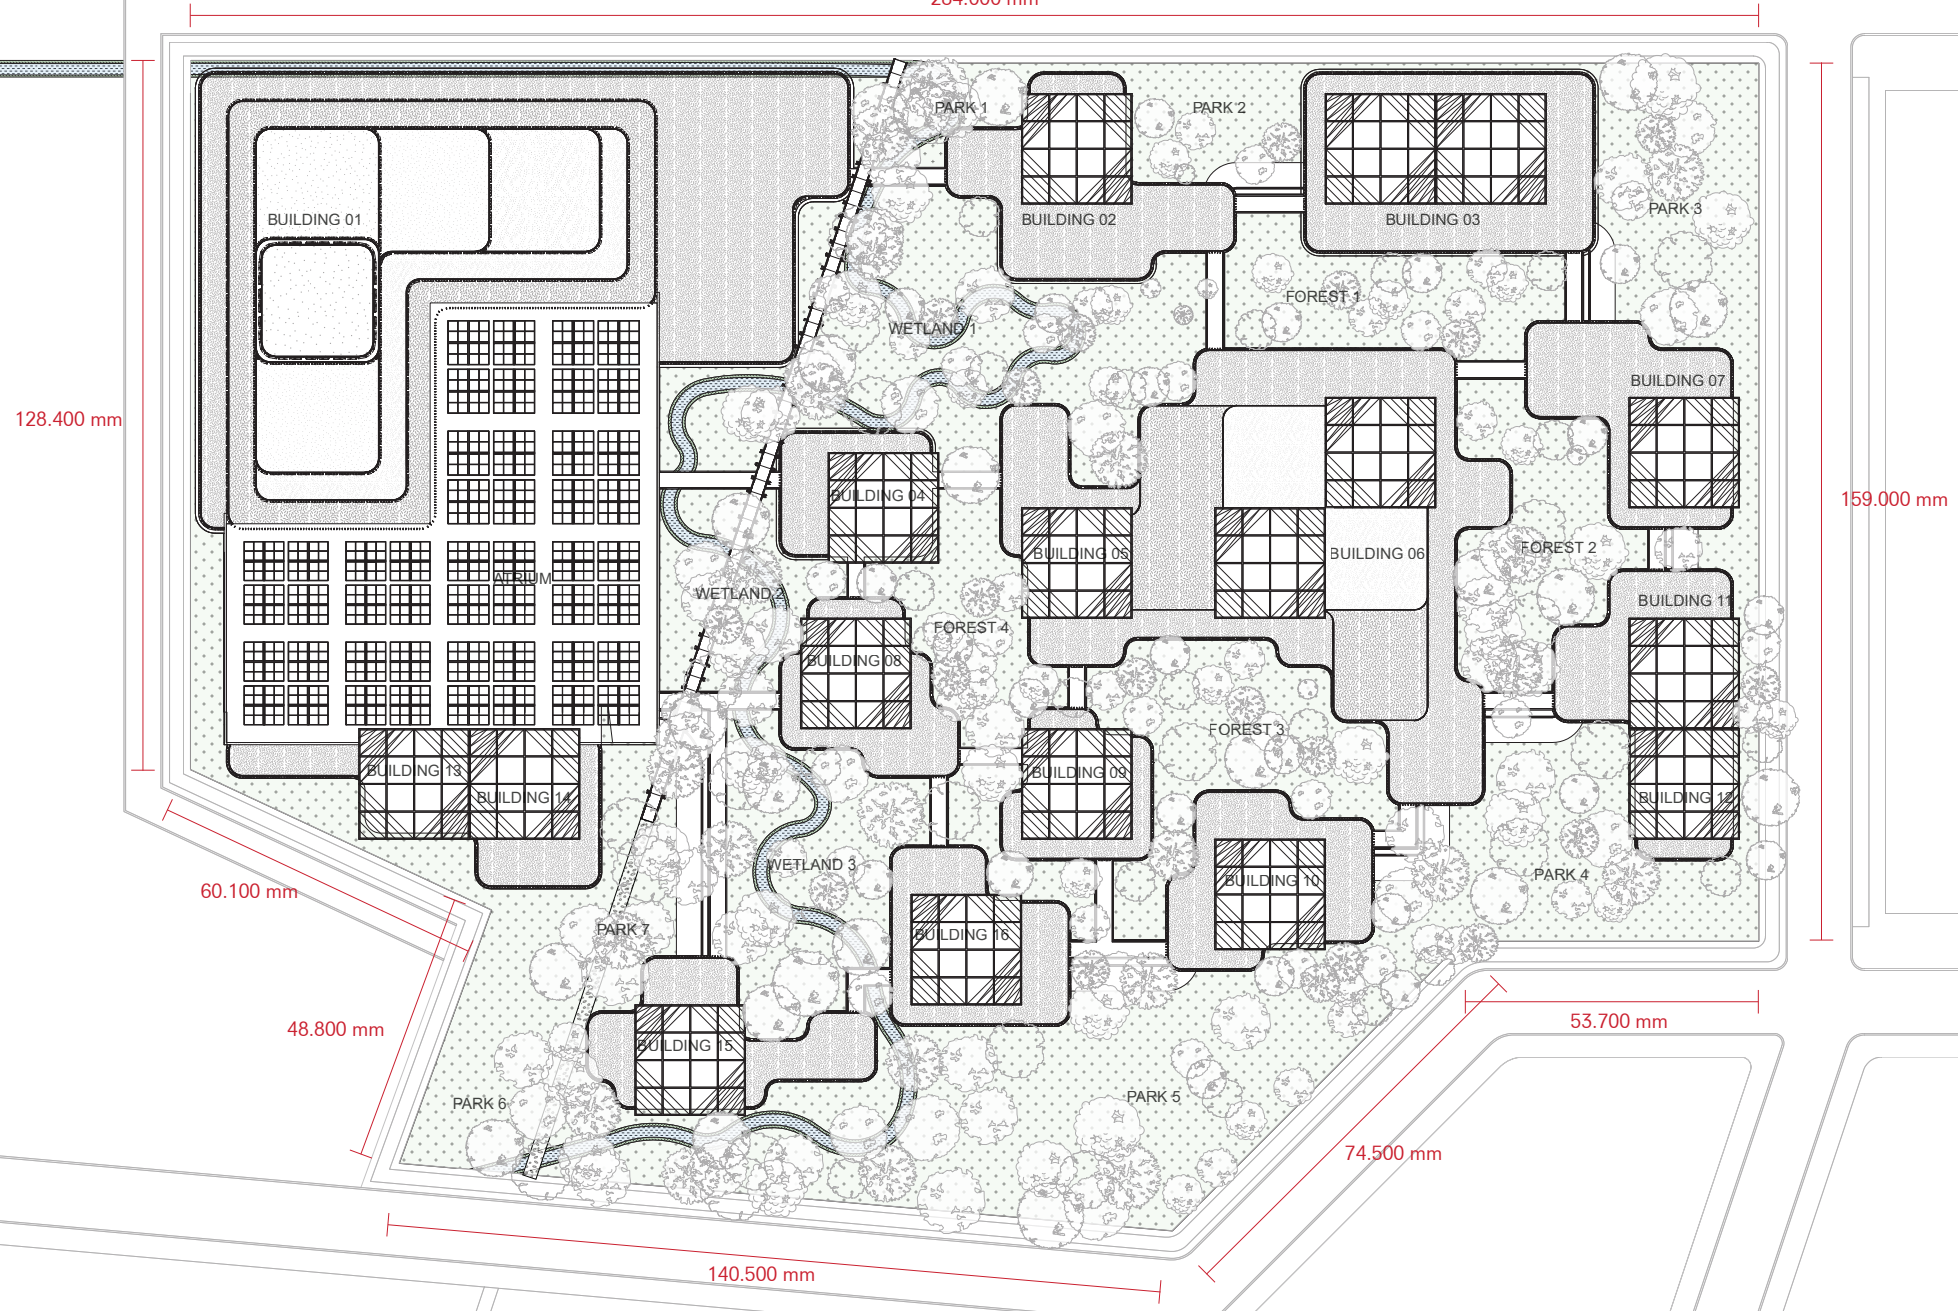 284.000 mm
PARK 1
PARK 2
PARK 3
BUILDING 01
BUILDING 02
BUILDING 03
FOREST 1
WETLAND 1
BUILDING 07
128.400 mm
159.000 mm
BUILDING 04
BUILDING 05
BUILDING 06
FOREST 2
ATRIUM
WETLAND 2
BUILDING 11
FOREST 4
BUILDING 08
FOREST 3
BUILDING 13
BUILDING 09
BUILDING 14
BUILDING 12
WETLAND 3
PARK 4
BUILDING 10
60.100 mm
PARK 7
BUILDING 16
53.700 mm
48.800 mm
BUILDING 15
PARK 5
PARK 6
74.500 mm
140.500 mm